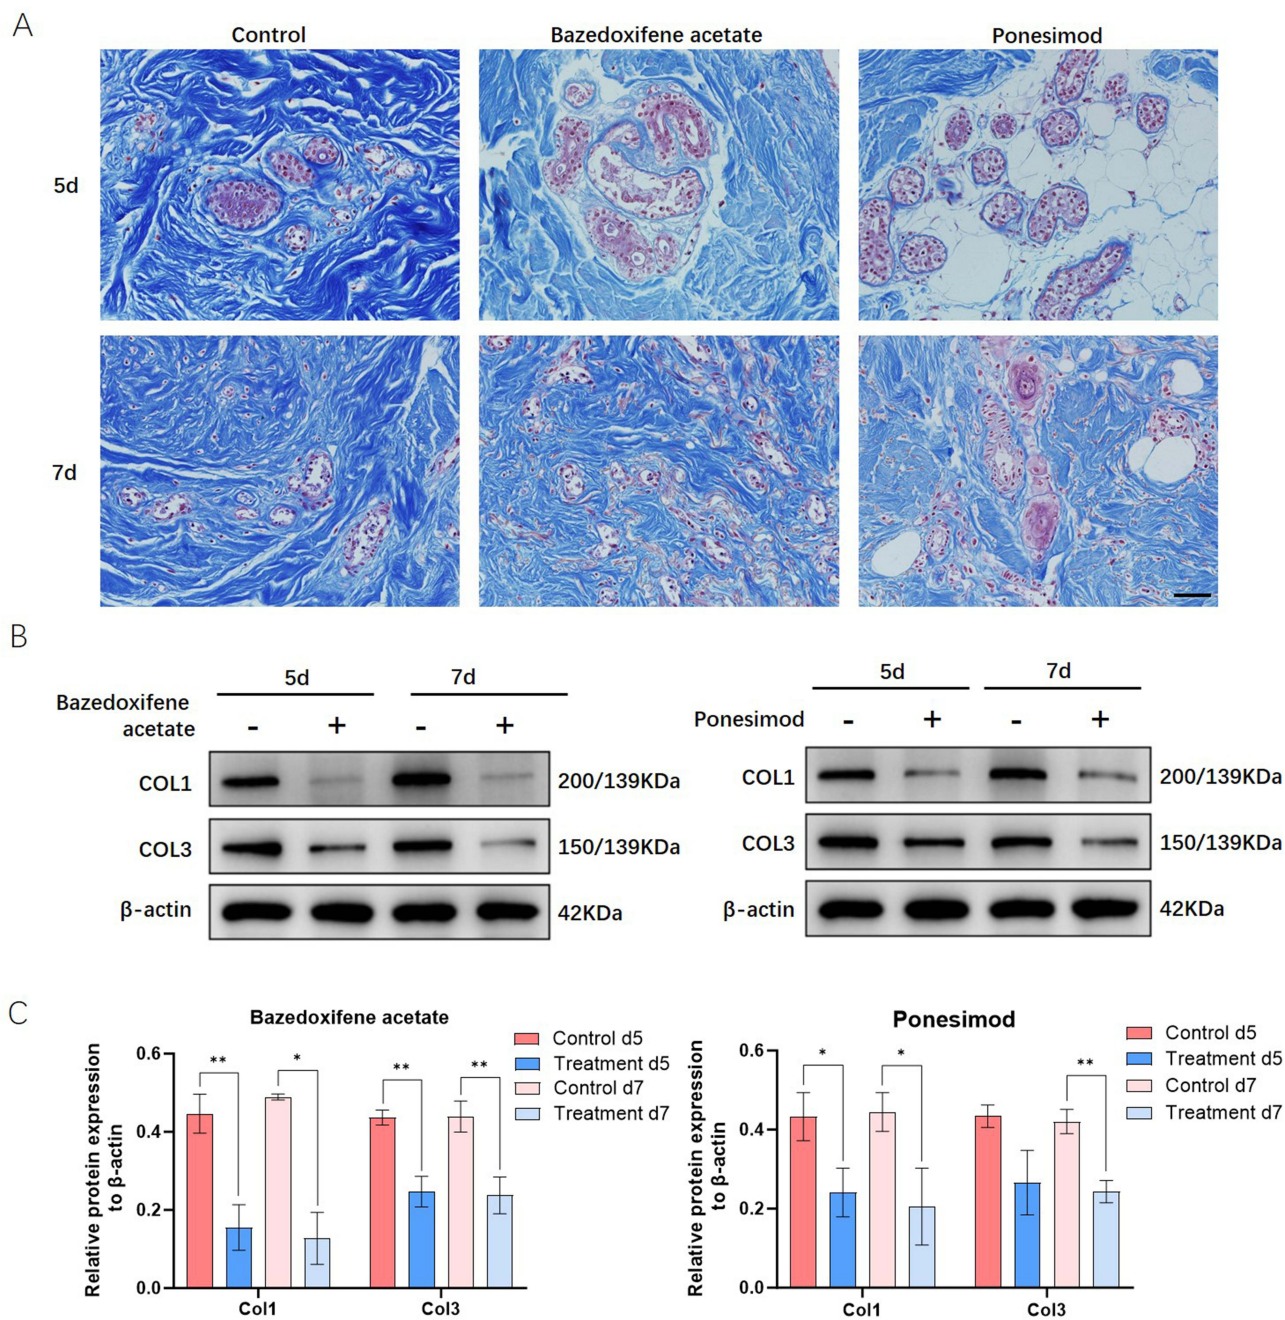 A
Control
Bazedoxifene acetate
Ponesimod
5d
7d
B
5d
7d
Bazedoxifene
acetate
- + - +
COL1
200/139KDa
COL3
150/139KDa
β-actin
42KDa
5d
7d
Ponesimod
- + - +
COL1
200/139KDa
COL3
150/139KDa
β-actin
42KDa
C
Bazedoxifene acetate
Relative protein expression
to β-actin
0.6
0.4
0.2
0.0
** * ** **
Col1
Col3
Control d5
Treatment d5
Control d7
Treatment d7
Ponesimod
Relative protein expression
to β-actin
0.6
0.4
0.2
0.0
* * **
Col1
Col3
Control d5
Treatment d5
Control d7
Treatment d7